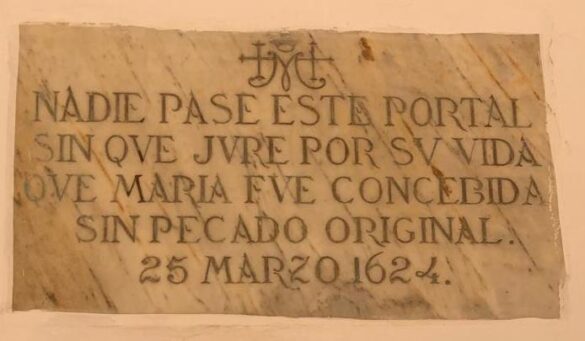 NADIE PASE ESTE PORTAL
SIN QVE JVRE POR SV VIDA
QVE MARIA FVE CONCEBIDA
SIN PECADO ORIGINAL.
25 MARZO 1624.